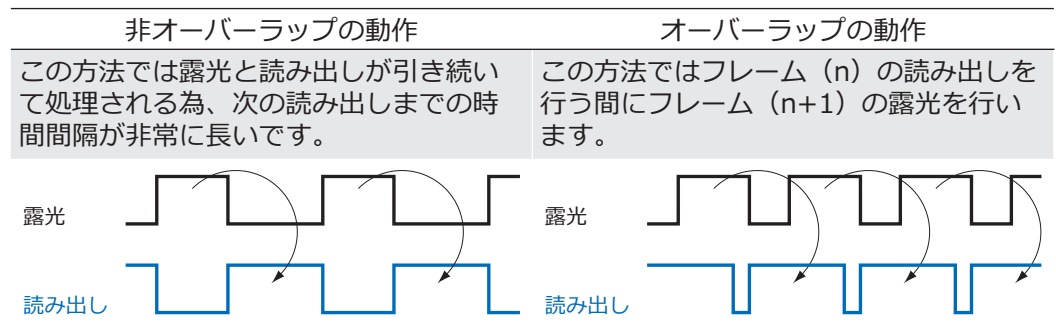 非オーバーラップの動作
オーバーラップの動作
この方法では露光と読み出しが引き続い
て処理される為、次の読み出しまでの時
間間隔が非常に長いです。
この方法ではフレーム（n）の読み出しを
行う間にフレーム（n+1）の露光を行い
ます。
露光
読み出し
露光
読み出し